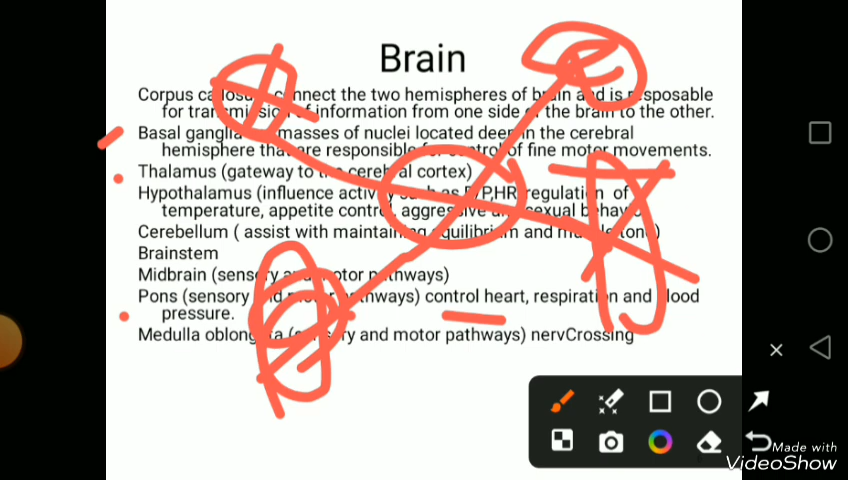 Brain
Corpus callosum connect the two hemispheres of brain and is resposable
for transmission of information from one side of the brain to the other.
Basal ganglia masses of nuclei located deep in the cerebral
hemisphere that are responsible for control of fine motor movements.
Thalamus (gateway to the cerebral cortex)
Hypothalamus (influence activity such as B/P,HR,regulation of
temperature, appetite control, aggressive and sexual behavior
Cerebellum ( assist with maintaining equilibrium and muscle tone)
Brainstem
Midbrain (sensory and motor pathways)
Pons (sensory and motor pathways) control heart, respiration and blood
pressure.
Medulla oblongata (sensory and motor pathways) nervCrossing
Made with
VideoShow